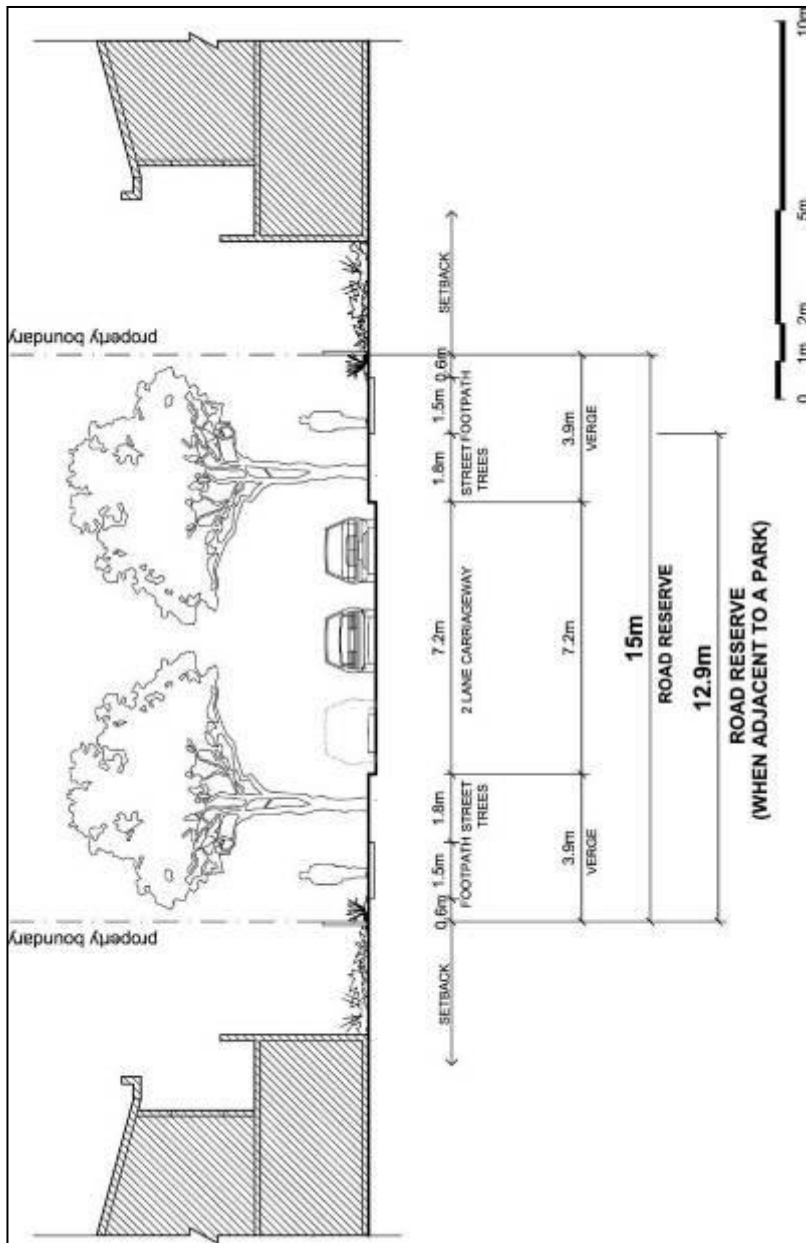 property boundary
property boundary
SETBACK
0.6m
1.5m
1.8m
7.2m
1.8m
1.5m
0.6m
SETBACK
FOOTPATH
STREET
TREES
2 LANE CARRIAGEWAY
STREET
TREES
FOOTPATH
3.9m
7.2m
3.9m
VERGE
VERGE
15m
ROAD RESERVE
12.9m
ROAD RESERVE
(WHEN ADJACENT TO A PARK)
0
1m
2m
5m
10m